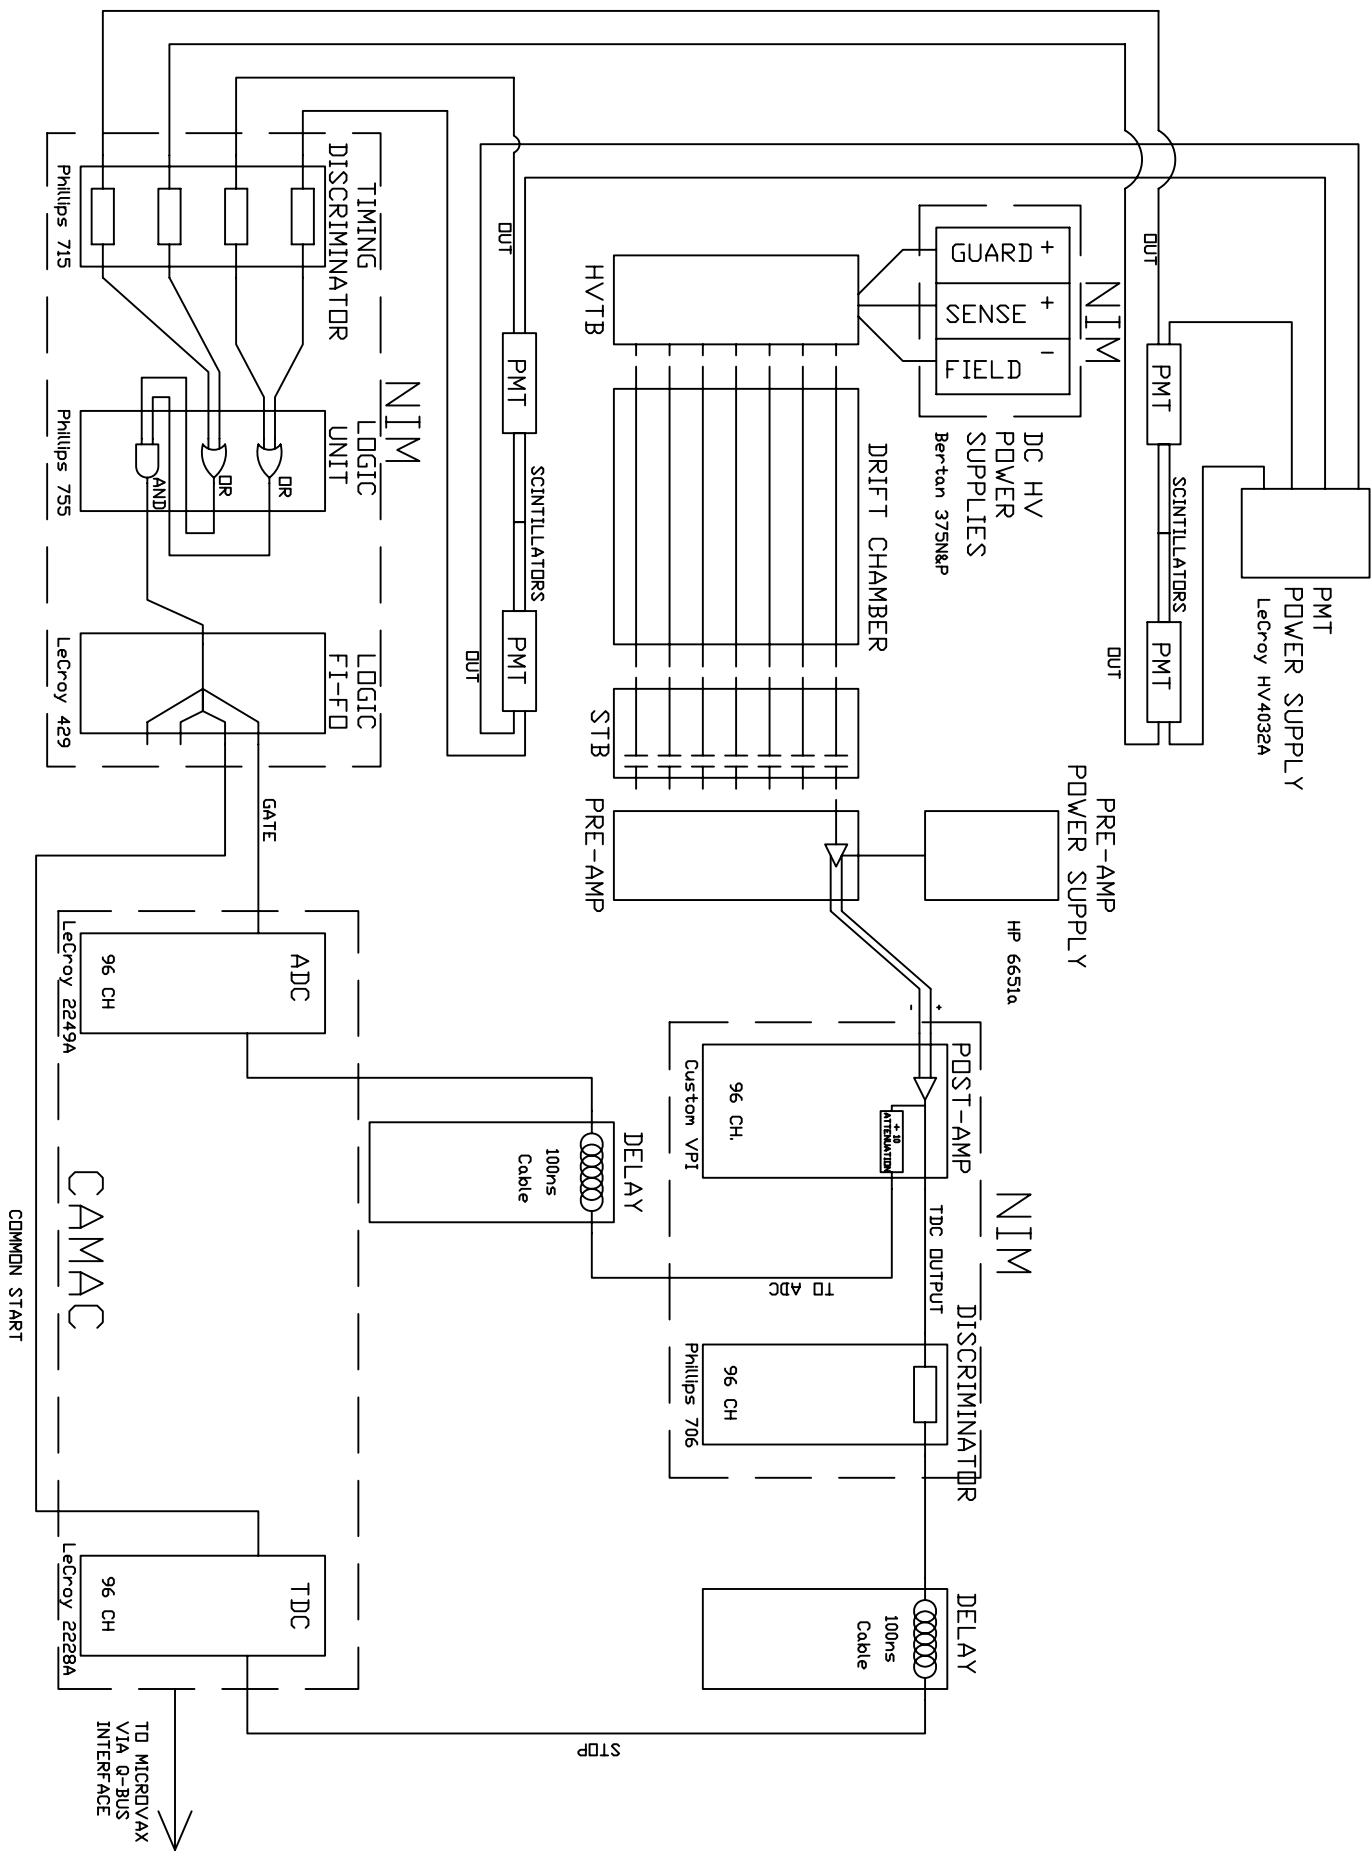 PMT
POWER SUPPLY
LeCroy HV4032A
OUT
PMT
SCINTILLATORS
PMT
OUT
NIM
GUARD +
SENSE +
FIELD -
DC HV
POWER
SUPPLIES
Bertan 375N&P
HVTB
DRIFT CHAMBER
STB
PRE-AMP
PRE-AMP
POWER SUPPLY
HP 6651a
OUT
PMT
SCINTILLATORS
PMT
OUT
NIM
POST-AMP
+
-
÷ 10
ATTENUATION
96 CH.
Custom VPI
TDC OUTPUT
TO ADC
DISCRIMINATOR
96 CH
Phillips 706
DELAY
100ns
Cable
STOP
DELAY
100ns
Cable
NIM
TIMING
DISCRIMINATOR
Phillips 715
LOGIC
UNIT
OR
OR
AND
Phillips 755
LOGIC
FI-FO
LeCroy 429
GATE
ADC
96 CH
LeCroy 2249A
CAMAC
COMMON START
TDC
96 CH
LeCroy 2228A
TO MICROVAX
VIA Q-BUS
INTERFACE